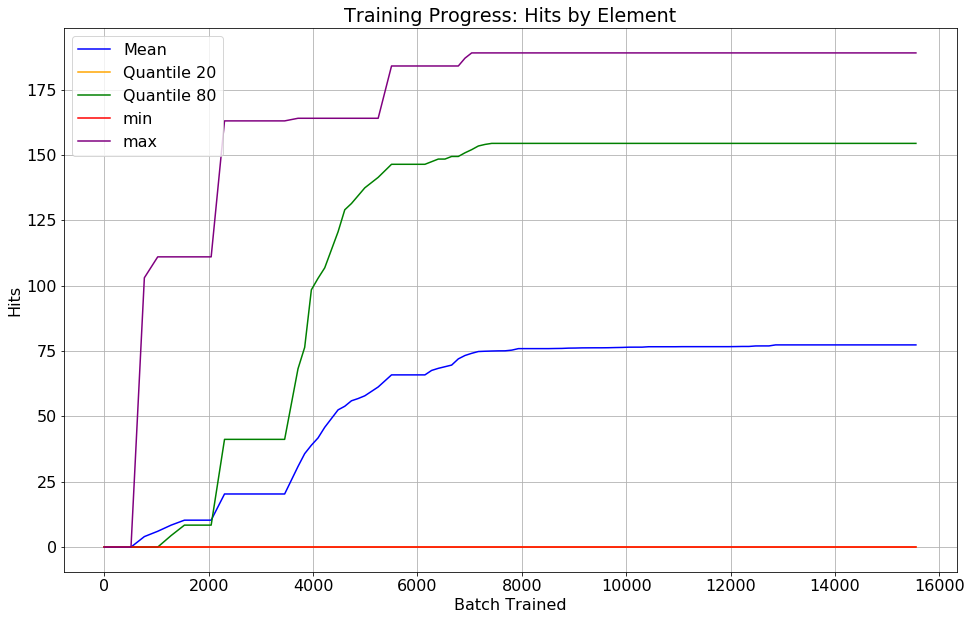 Training Progress: Hits by Element
Mean
Quantile 20
Quantile 80
min
max
175
150
125
100
75
50
25
0
Hits
0 2000 4000 6000 8000 10000 12000 14000 16000
Batch Trained